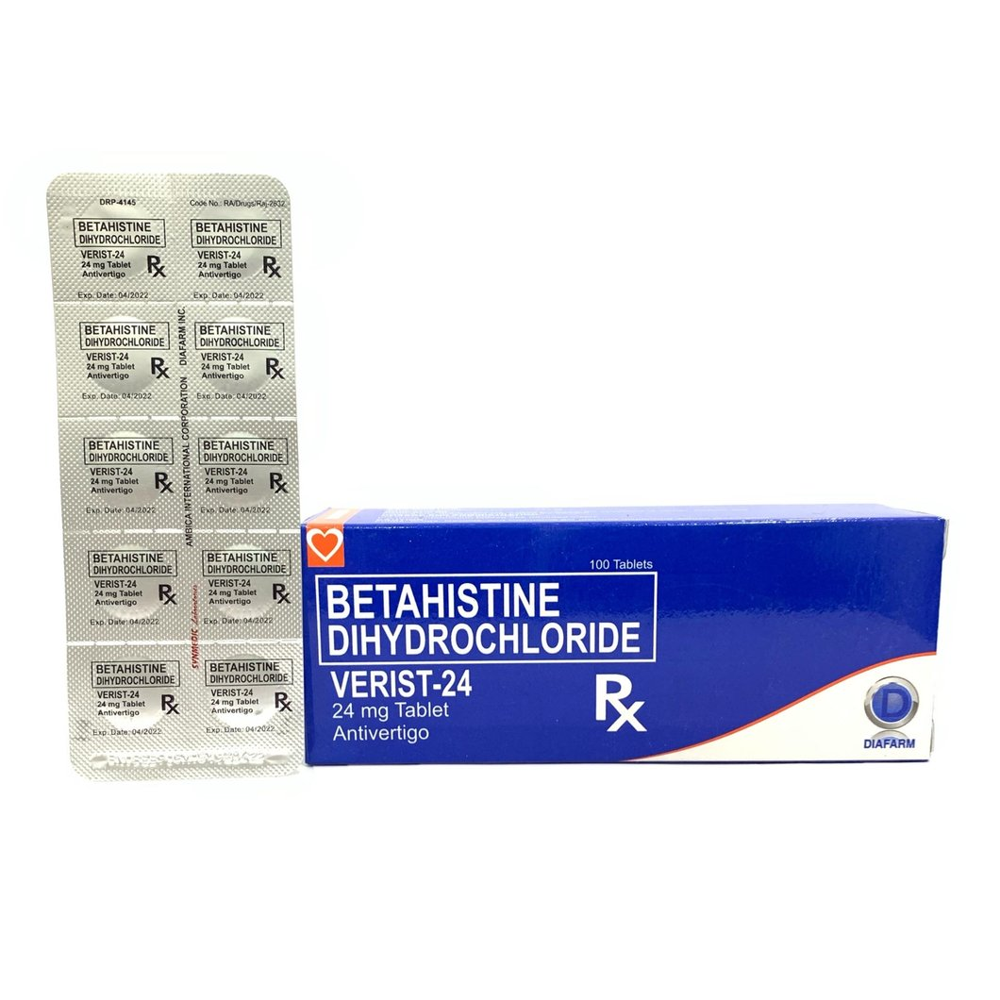 DRP-4145
Code No.: RA/Drugs/Raj-2632
BETAHISTINE
DIHYDROCHLORIDE
VERIST-24
24 mg Tablet
Antivertigo
Rx
Exp. Date: 04/2022
BETAHISTINE
DIHYDROCHLORIDE
VERIST-24
24 mg Tablet
Antivertigo
Rx
Exp. Date: 04/2022
BETAHISTINE
DIHYDROCHLORIDE
VERIST-24
24 mg Tablet
Antivertigo
Rx
Exp. Date: 04/2022
BETAHISTINE
DIHYDROCHLORIDE
VERIST-24
24 mg Tablet
Antivertigo
Rx
Exp. Date: 04/2022
BETAHISTINE
DIHYDROCHLORIDE
VERIST-24
24 mg Tablet
Antivertigo
Rx
Exp. Date: 04/2022
BETAHISTINE
DIHYDROCHLORIDE
VERIST-24
24 mg Tablet
Antivertigo
Rx
Exp. Date: 04/2022
BETAHISTINE
DIHYDROCHLORIDE
VERIST-24
24 mg Tablet
Antivertigo
Rx
Exp. Date: 04/2022
BETAHISTINE
DIHYDROCHLORIDE
VERIST-24
24 mg Tablet
Antivertigo
Rx
Exp. Date: 04/2022
BETAHISTINE
DIHYDROCHLORIDE
VERIST-24
24 mg Tablet
Antivertigo
Rx
Exp. Date: 04/2022
BETAHISTINE
DIHYDROCHLORIDE
VERIST-24
24 mg Tablet
Antivertigo
Rx
Exp. Date: 04/2022
SYNMEDIC Laboratories AMBICA INTERNATIONAL CORPORATION DIAFARM INC.
100 Tablets
BETAHISTINE
DIHYDROCHLORIDE
VERIST-24
24 mg Tablet
Antivertigo
Rx
D
DIAFARM